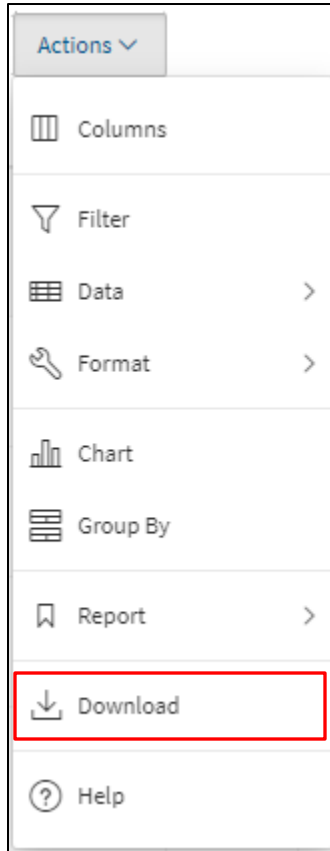 Actions
Columns
Filter
Data
Format
Chart
Group By
Report
Download
Help